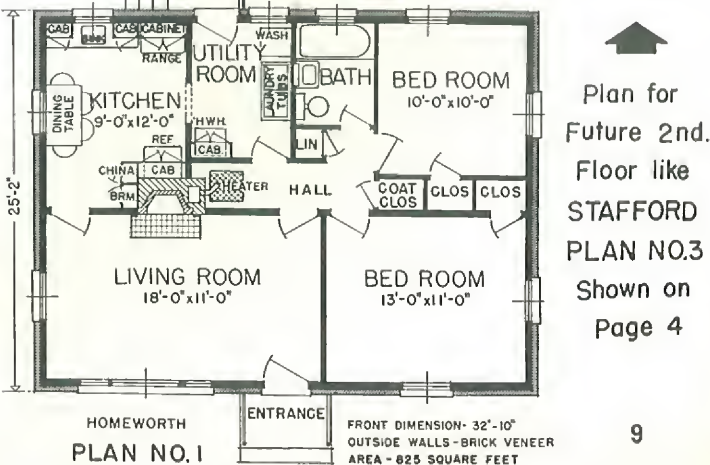 CAB
SINK
CAB
CABINET
RANGE
WASH
UTILITY
ROOM
LAUNDRY
TUBS
BATH
BED ROOM
10'-0"x10'-0"
DINING
TABLE
KITCHEN
9'-0"x12'-0"
REF
CAB
CHINA
BRM
H.W.H.
CAB.
HEATER
LIN
HALL
COAT
CLOS
CLOS
CLOS
25'-2"
LIVING ROOM
18'-0"x11'-0"
BED ROOM
13'-0"x11'-0"
ENTRANCE
HOMEWORTH
PLAN NO.1
FRONT DIMENSION- 32'-10"
OUTSIDE WALLS-BRICK VENEER
AREA - 825 SQUARE FEET
Plan for
Future 2nd.
Floor like
STAFFORD
PLAN NO.3
Shown on
Page 4
9